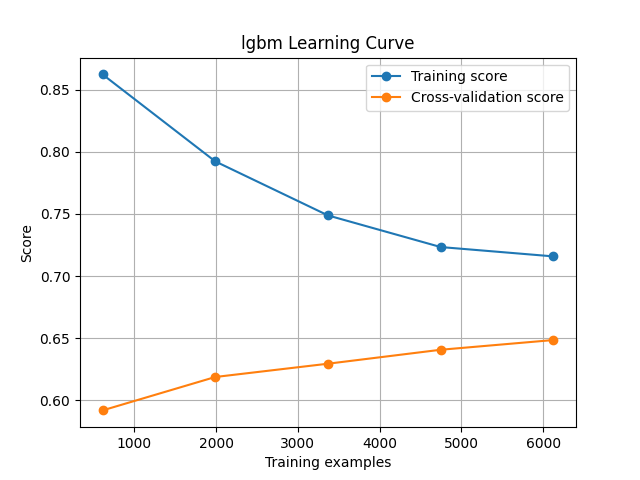 lgbm Learning Curve
Training score
Cross-validation score
0.85
0.80
0.75
0.70
0.65
0.60
Score
1000 2000 3000 4000 5000 6000
Training examples